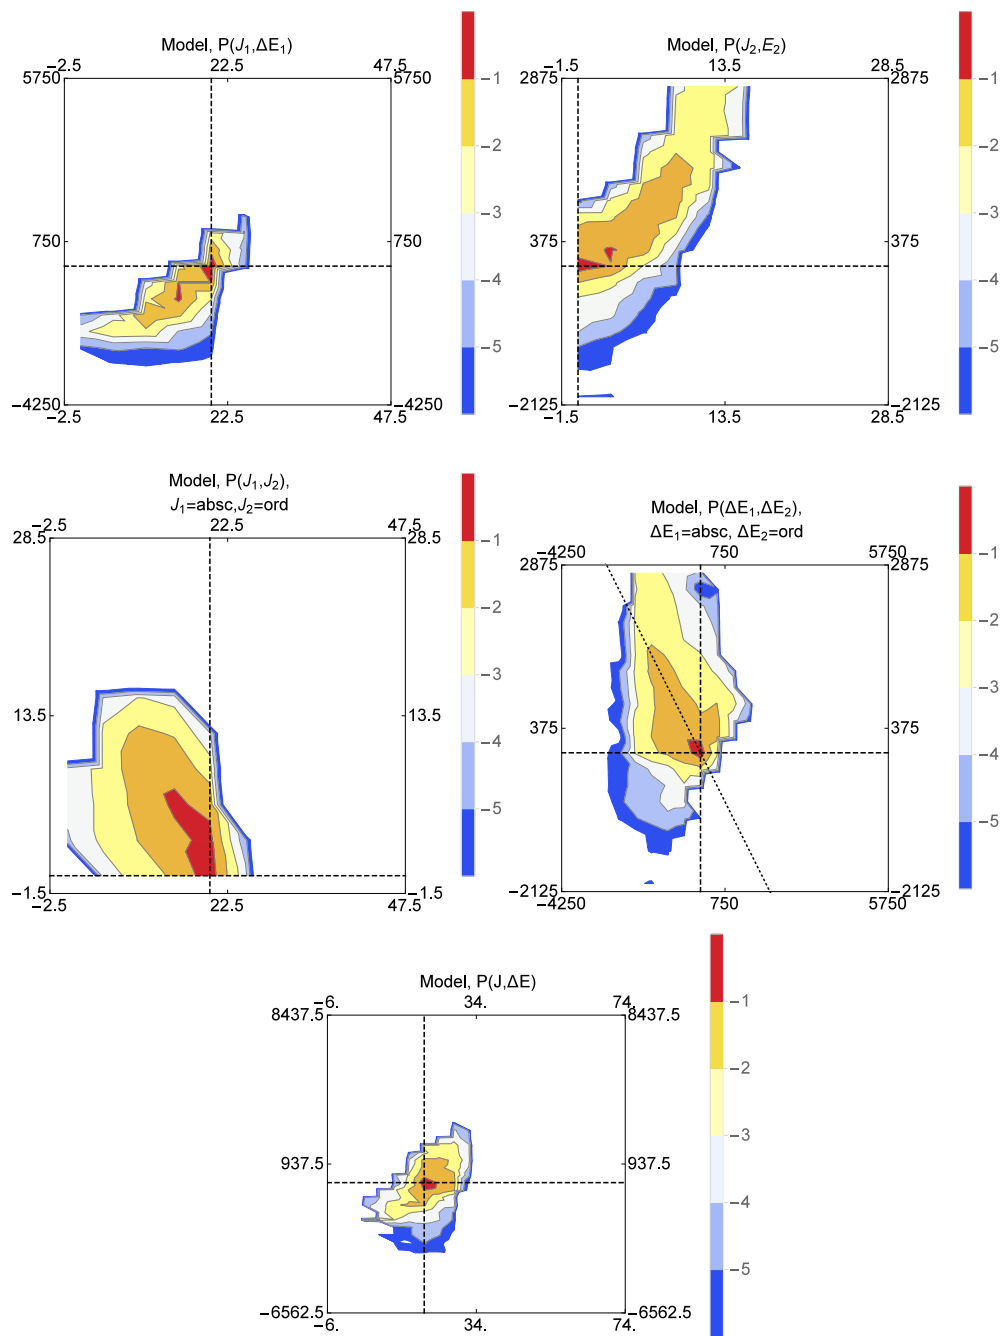 Model, P(J₁,ΔE₁)
−2.5 22.5 47.5
5750 5750
750 750
−4250 −4250
−2.5 22.5 47.5
−1
−2
−3
−4
−5
Model, P(J₂,E₂)
−1.5 13.5 28.5
2875 2875
375 375
−2125 −2125
−1.5 13.5 28.5
−1
−2
−3
−4
−5
Model, P(J₁,J₂),
J₁=absc,J₂=ord
−2.5 22.5 47.5
28.5 28.5
13.5 13.5
−1.5 −1.5
−2.5 22.5 47.5
−1
−2
−3
−4
−5
Model, P(ΔE₁,ΔE₂),
ΔE₁=absc, ΔE₂=ord
−4250 750 5750
2875 2875
375 375
−2125 −2125
−4250 750 5750
−1
−2
−3
−4
−5
Model, P(J,ΔE)
−6. 34. 74.
8437.5 8437.5
937.5 937.5
−6562.5 −6562.5
−6. 34. 74.
−1
−2
−3
−4
−5